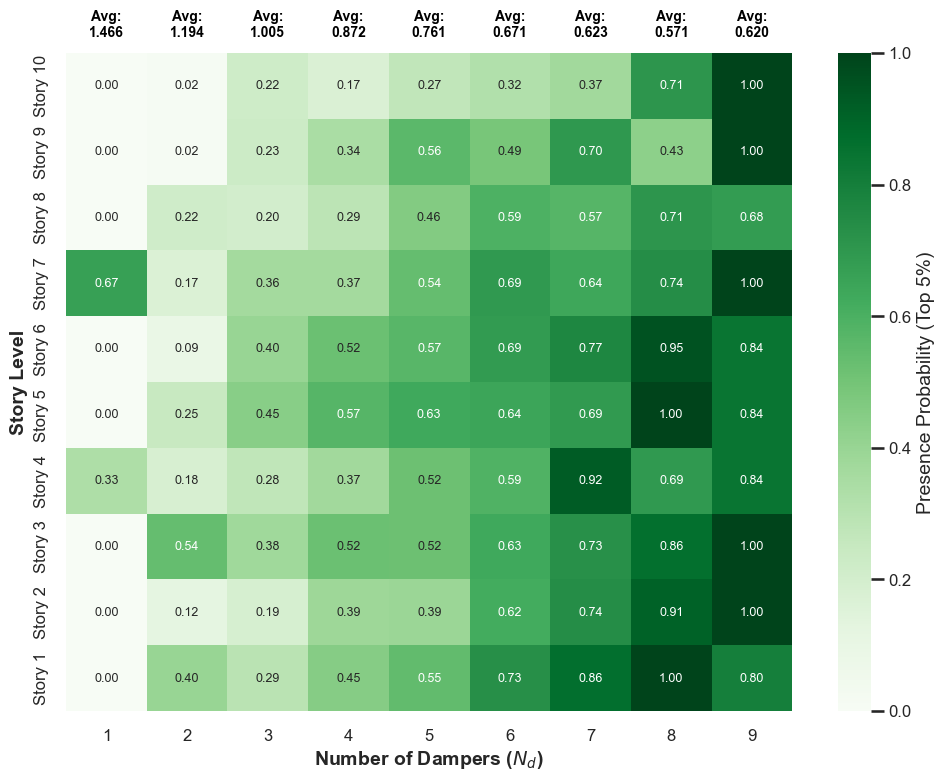 Avg: Avg: Avg: Avg: Avg: Avg: Avg: Avg: Avg:
1.466 1.194 1.005 0.872 0.761 0.671 0.623 0.571 0.620
Story 10 0.00 0.02 0.22 0.17 0.27 0.32 0.37 0.71 1.00
Story 9 0.00 0.02 0.23 0.34 0.56 0.49 0.70 0.43 1.00
Story 8 0.00 0.22 0.20 0.29 0.46 0.59 0.57 0.71 0.68
Story 7 0.67 0.17 0.36 0.37 0.54 0.69 0.64 0.74 1.00
Story 6 0.00 0.09 0.40 0.52 0.57 0.69 0.77 0.95 0.84
Story 5 0.00 0.25 0.45 0.57 0.63 0.64 0.69 1.00 0.84
Story 4 0.33 0.18 0.28 0.37 0.52 0.59 0.92 0.69 0.84
Story 3 0.00 0.54 0.38 0.52 0.52 0.63 0.73 0.86 1.00
Story 2 0.00 0.12 0.19 0.39 0.39 0.62 0.74 0.91 1.00
Story 1 0.00 0.40 0.29 0.45 0.55 0.73 0.86 1.00 0.80
1 2 3 4 5 6 7 8 9
Number of Dampers (N_d)
Story Level
1.0
0.8
0.6
0.4
0.2
0.0
Presence Probability (Top 5%)